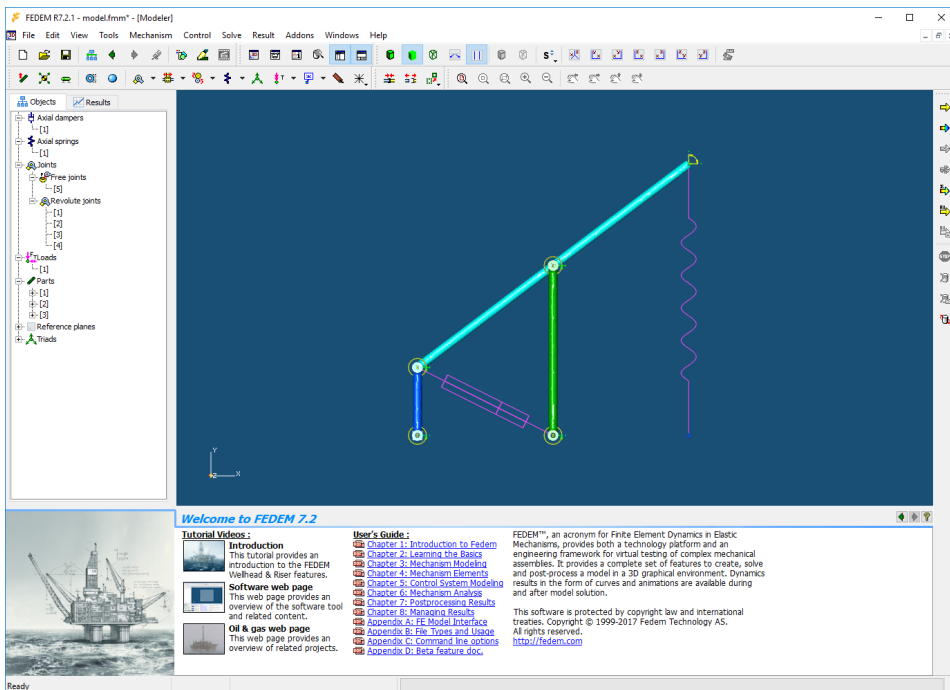 FEDEM R7.2.1 - model.fmm* - [Modeler]
File Edit View Tools Mechanism Control Solve Result Addons Windows Help
Objects Results
Axial dampers
[1]
Axial springs
[1]
Joints
Free joints
[5]
Revolute joints
[1]
[2]
[3]
[4]
Loads
[1]
Parts
[1]
[2]
[3]
Reference planes
Triads
Y
Z X
Welcome to FEDEM 7.2
Tutorial Videos :
Introduction
This tutorial provides an
introduction to the FEDEM
Wellhead & Riser features.
Software web page
This web page provides an
overview of the software tool
and related content.
Oil & gas web page
This web page provides an
overview of related projects.
User's Guide :
Chapter 1: Introduction to Fedem
Chapter 2: Learning the Basics
Chapter 3: Mechanism Modeling
Chapter 4: Mechanism Elements
Chapter 5: Control System Modeling
Chapter 6: Mechanism Analysis
Chapter 7: Postprocessing Results
Chapter 8: Managing Results
Appendix A: FE Model Interface
Appendix B: File Types and Usage
Appendix C: Command line options
Appendix D: Beta feature doc.
FEDEM™, an acronym for Finite Element Dynamics in Elastic
Mechanisms, provides both a technology platform and an
engineering framework for virtual testing of complex mechanical
assemblies. It provides a complete set of features to create, solve
and post-process a model in a 3D graphical environment. Dynamics
results in the form of curves and animations are available during
and after model solution.
This software is protected by copyright law and international
treaties. Copyright © 1999-2017 Fedem Technology AS.
All rights reserved.
http://fedem.com
Ready